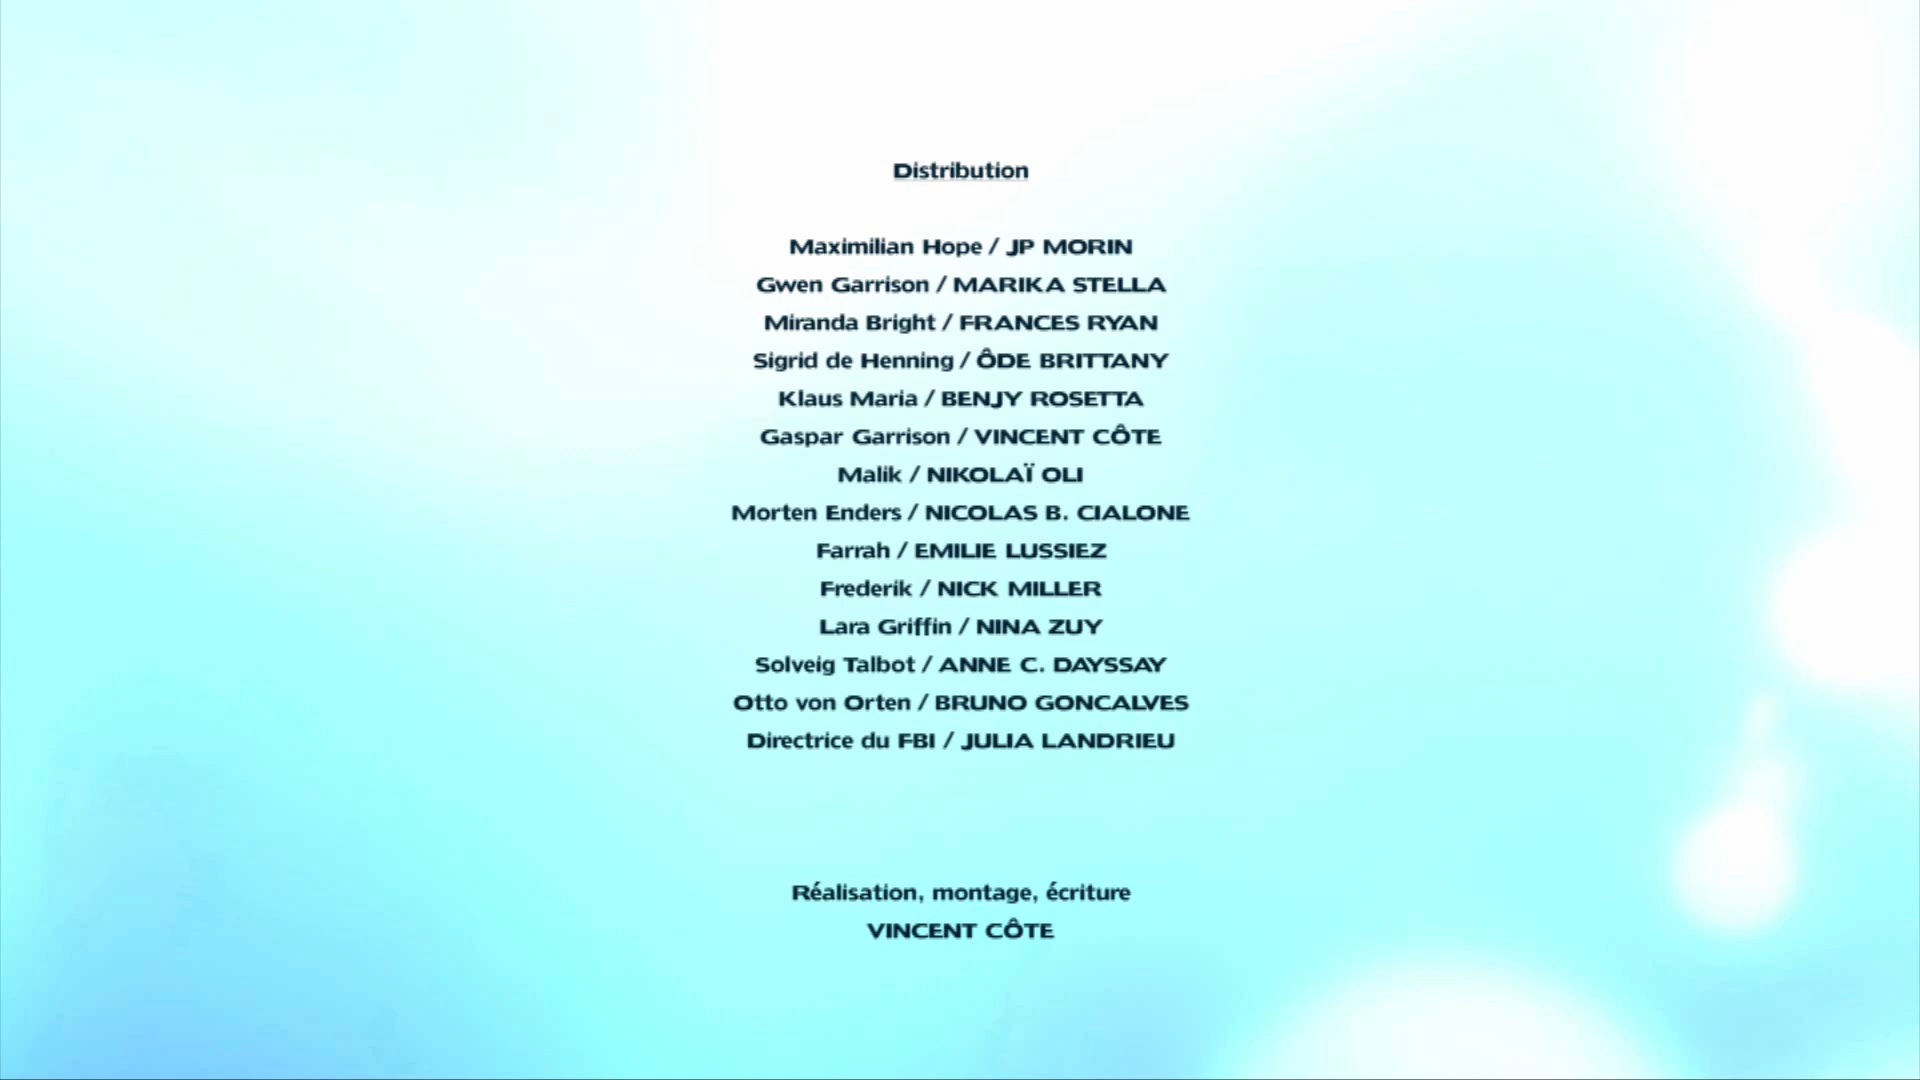 Distribution
Maximilian Hope / JP MORIN
Gwen Garrison / MARIKA STELLA
Miranda Bright / FRANCES RYAN
Sigrid de Henning / ÔDE BRITTANY
Klaus Maria / BENJY ROSETTA
Gaspar Garrison / VINCENT CÔTE
Malik / NIKOLAÏ OLI
Morten Enders / NICOLAS B. CIALONE
Farrah / EMILIE LUSSIEZ
Frederik / NICK MILLER
Lara Griffin / NINA ZUY
Solveig Talbot / ANNE C. DAYSSAY
Otto von Orten / BRUNO GONCALVES
Directrice du FBI / JULIA LANDRIEU
Réalisation, montage, écriture
VINCENT CÔTE